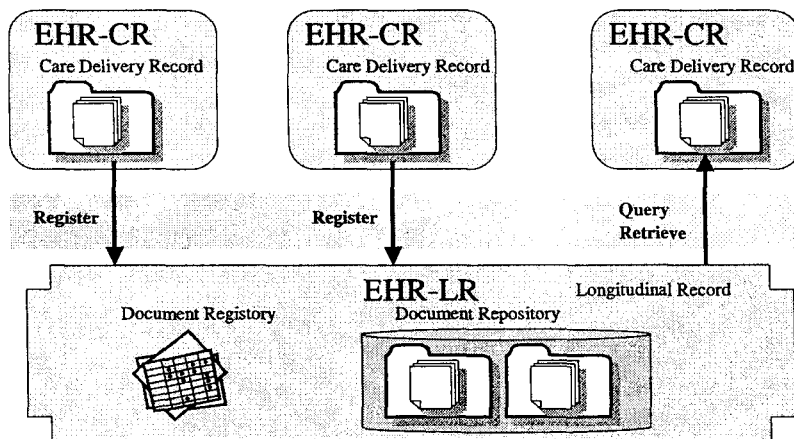 EHR-CR
Care Delivery Record
EHR-CR
Care Delivery Record
EHR-CR
Care Delivery Record
Register
Register
Query
Retrieve
EHR-LR
Longitudinal Record
Document Registory
Document Repository